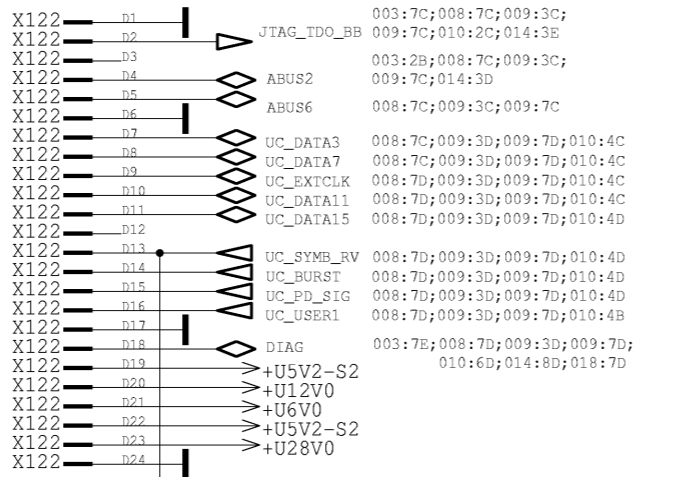 X122 D1 003:7C;008:7C;009:3C;
X122 D2 JTAG_TDO_BB 009:7C;010:2C;014:3E
X122 D3 003:2B;008:7C;009:3C;
X122 D4 ABUS2 009:7C;014:3D
X122 D5 ABUS6 008:7C;009:3C;009:7C
X122 D6
X122 D7 UC_DATA3 008:7C;009:3D;009:7D;010:4C
X122 D8 UC_DATA7 008:7C;009:3D;009:7D;010:4C
X122 D9 UC_EXTCLK 008:7D;009:3D;009:7D;010:4C
X122 D10 UC_DATA11 008:7D;009:3D;009:7D;010:4C
X122 D11 UC_DATA15 008:7D;009:3D;009:7D;010:4D
X122 D12
X122 D13 UC_SYMB_RV 008:7D;009:3D;009:7D;010:4D
X122 D14 UC_BURST 008:7D;009:3D;009:7D;010:4D
X122 D15 UC_PD_SIG 008:7D;009:3D;009:7D;010:4D
X122 D16 UC_USER1 008:7D;009:3D;009:7D;010:4B
X122 D17
X122 D18 DIAG 003:7E;008:7D;009:3D;009:7D;
010:6D;014:8D;018:7D
X122 D19 +U5V2-S2
X122 D20 +U12V0
X122 D21 +U6V0
X122 D22 +U5V2-S2
X122 D23 +U28V0
X122 D24